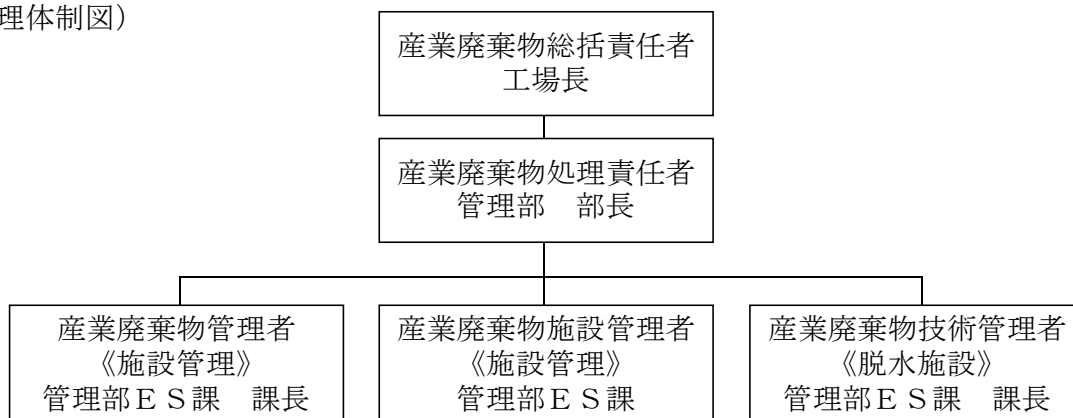 理体制図）
産業廃棄物総括責任者
工場長
産業廃棄物処理責任者
管理部　部長
産業廃棄物管理者
《施設管理》
管理部ＥＳ課　課長
産業廃棄物施設管理者
《施設管理》
管理部ＥＳ課
産業廃棄物技術管理者
《脱水施設》
管理部ＥＳ課　課長